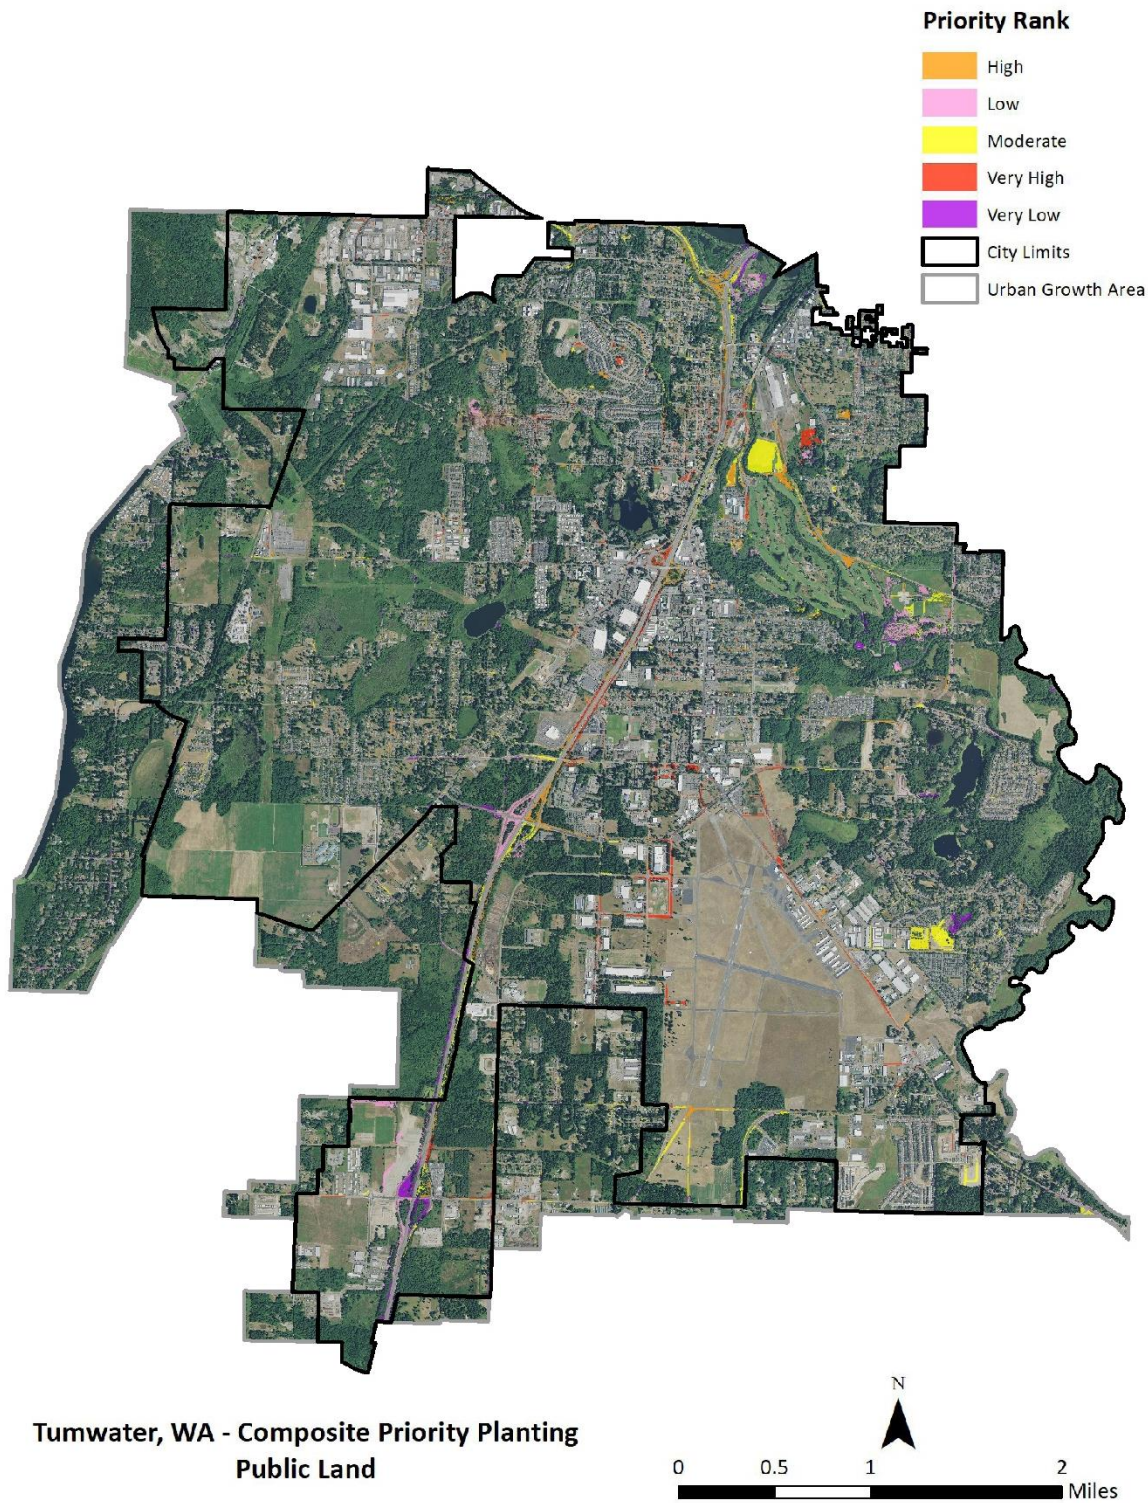 Priority Rank
High
Low
Moderate
Very High
Very Low
City Limits
Urban Growth Area
Tumwater, WA - Composite Priority Planting
Public Land
N
0 0.5 1 2
Miles